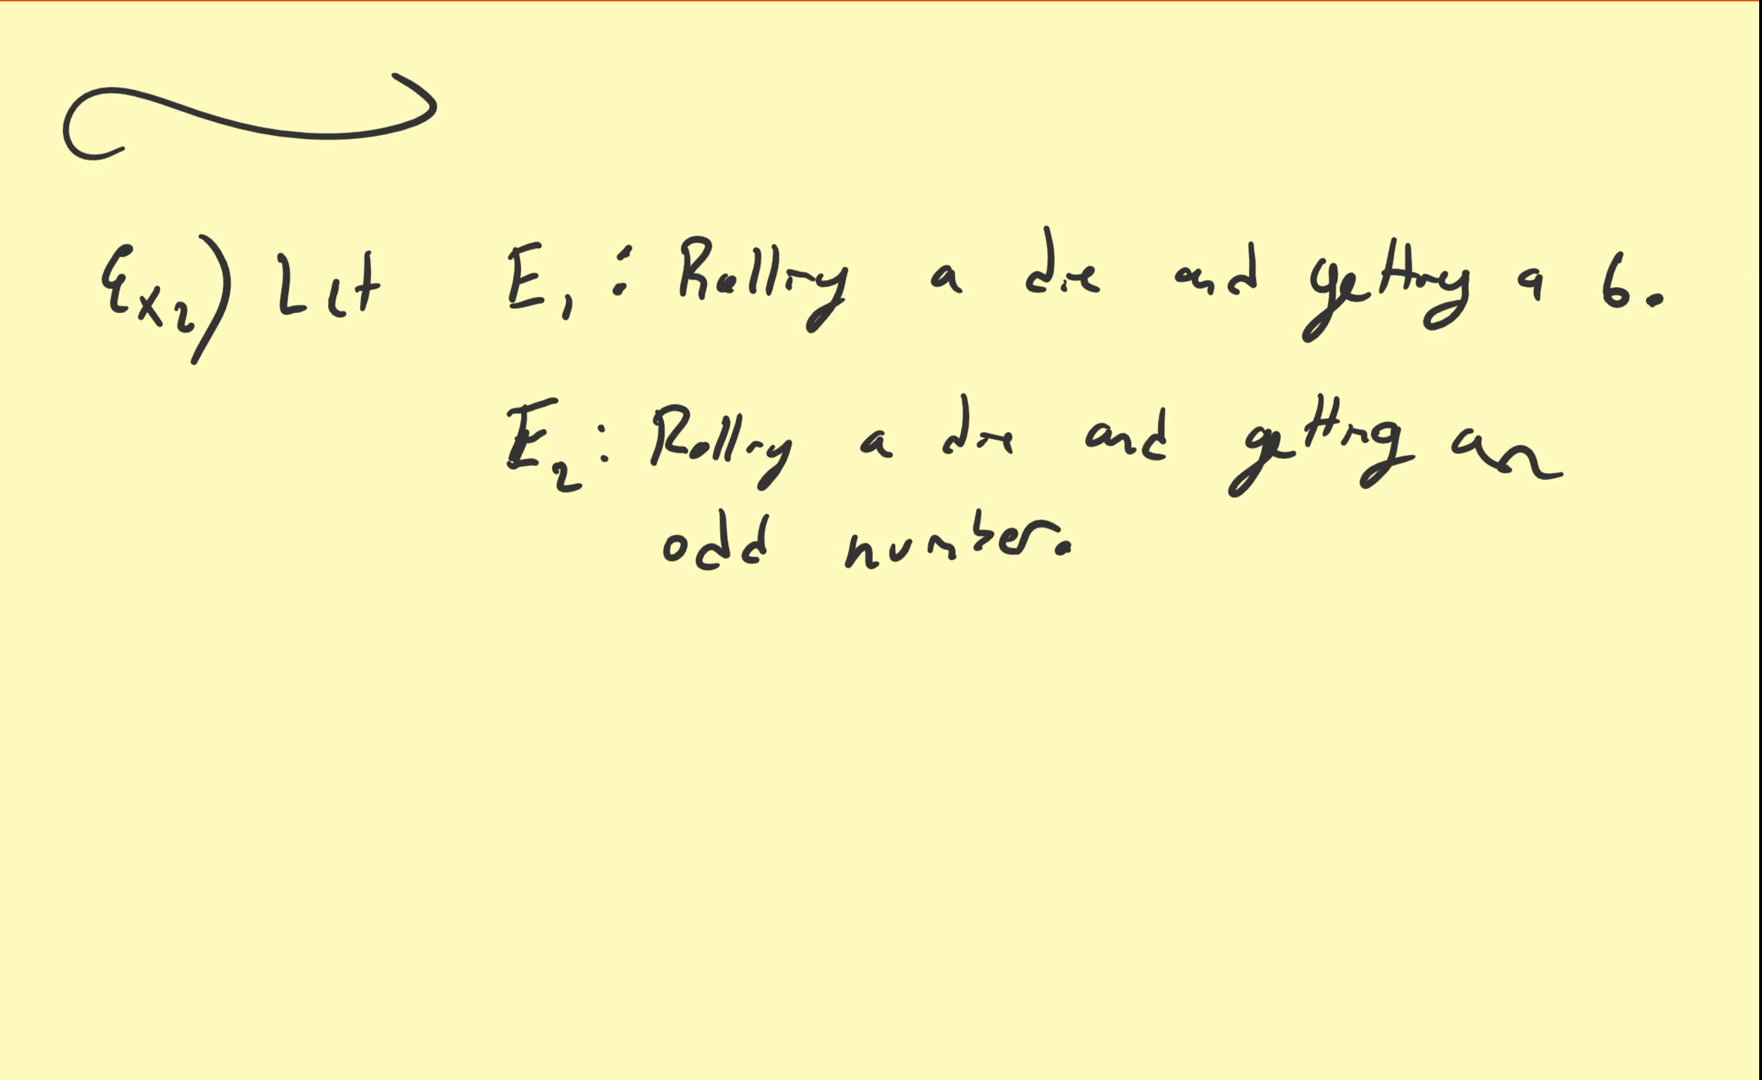 Ex2) Let E1: Rolling a die and getting a 6.
E2: Rolling a die and getting an
odd number.